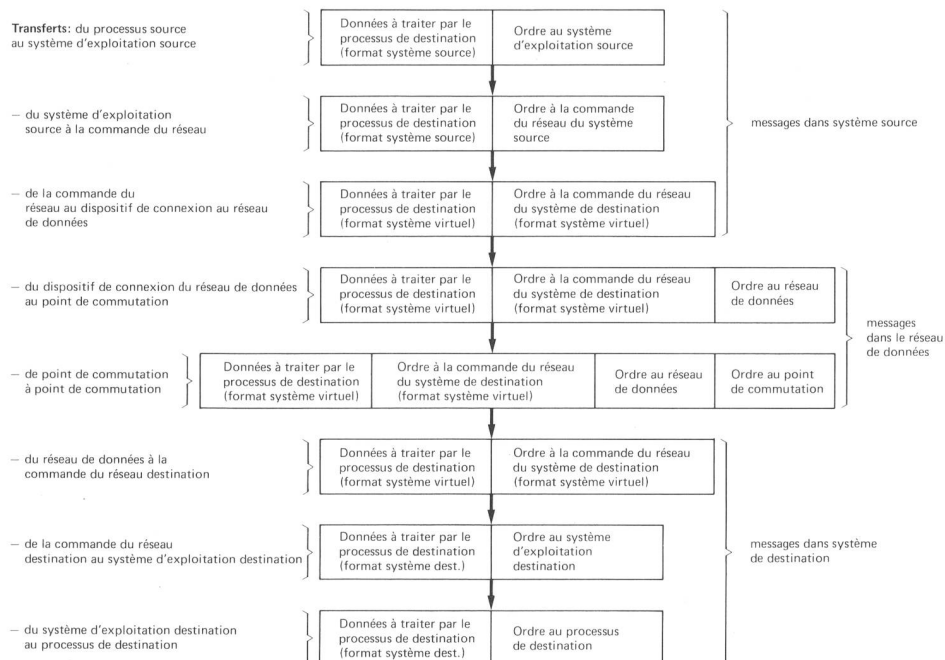 Transferts: du processus source
au système d'exploitation source
Données à traiter par le
processus de destination
(format système source)
Ordre au système
d'exploitation source
— du système d'exploitation
source à la commande du réseau
Données à traiter par le
processus de destination
(format système source)
Ordre à la commande
du réseau du système
source
messages dans système source
— de la commande du
réseau au dispositif de connexion au réseau
de données
Données à traiter par le
processus de destination
(format système virtuel)
Ordre à la commande du réseau
du système de destination
(format système virtuel)
— du dispositif de connexion du réseau de données
au point de commutation
Données à traiter par le
processus de destination
(format système virtuel)
Ordre à la commande du réseau
du système de destination
(format système virtuel)
Ordre au réseau
de données
messages
dans le réseau
de données
— de point de commutation
à point de commutation
Données à traiter par le
processus de destination
(format système virtuel)
Ordre à la commande du réseau
du système de destination
(format système virtuel)
Ordre au réseau
de données
Ordre au point
de commutation
— du réseau de données à la
commande du réseau destination
Données à traiter par le
processus de destination
(format système virtuel)
Ordre à la commande du réseau
du système de destination
(format système virtuel)
— de la commande du réseau
destination au système d'exploitation destination
Données à traiter par le
processus de destination
(format système dest.)
Ordre au système
d'exploitation
destination
messages dans système
de destination
— du système d'exploitation destination
au processus de destination
Données à traiter par le
processus de destination
(format système dest.)
Ordre au processus
de destination